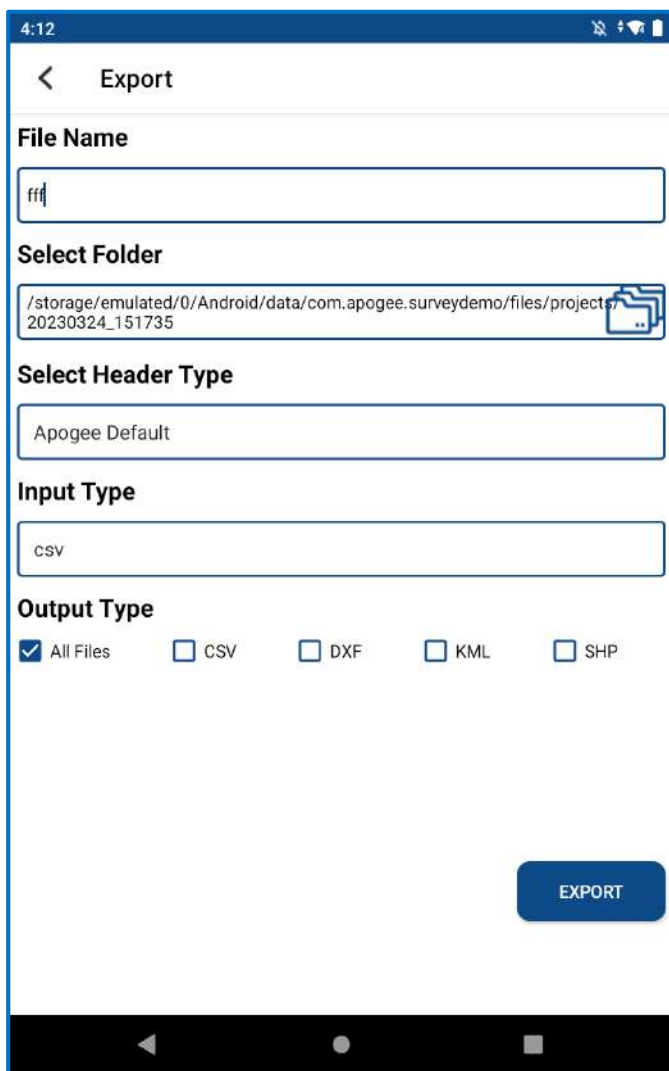 4:12
Export
File Name
fff
Select Folder
/storage/emulated/0/Android/data/com.apogee.surveydemo/files/projects/
20230324_151735
Select Header Type
Apogee Default
Input Type
csv
Output Type
All Files CSV DXF KML SHP
EXPORT